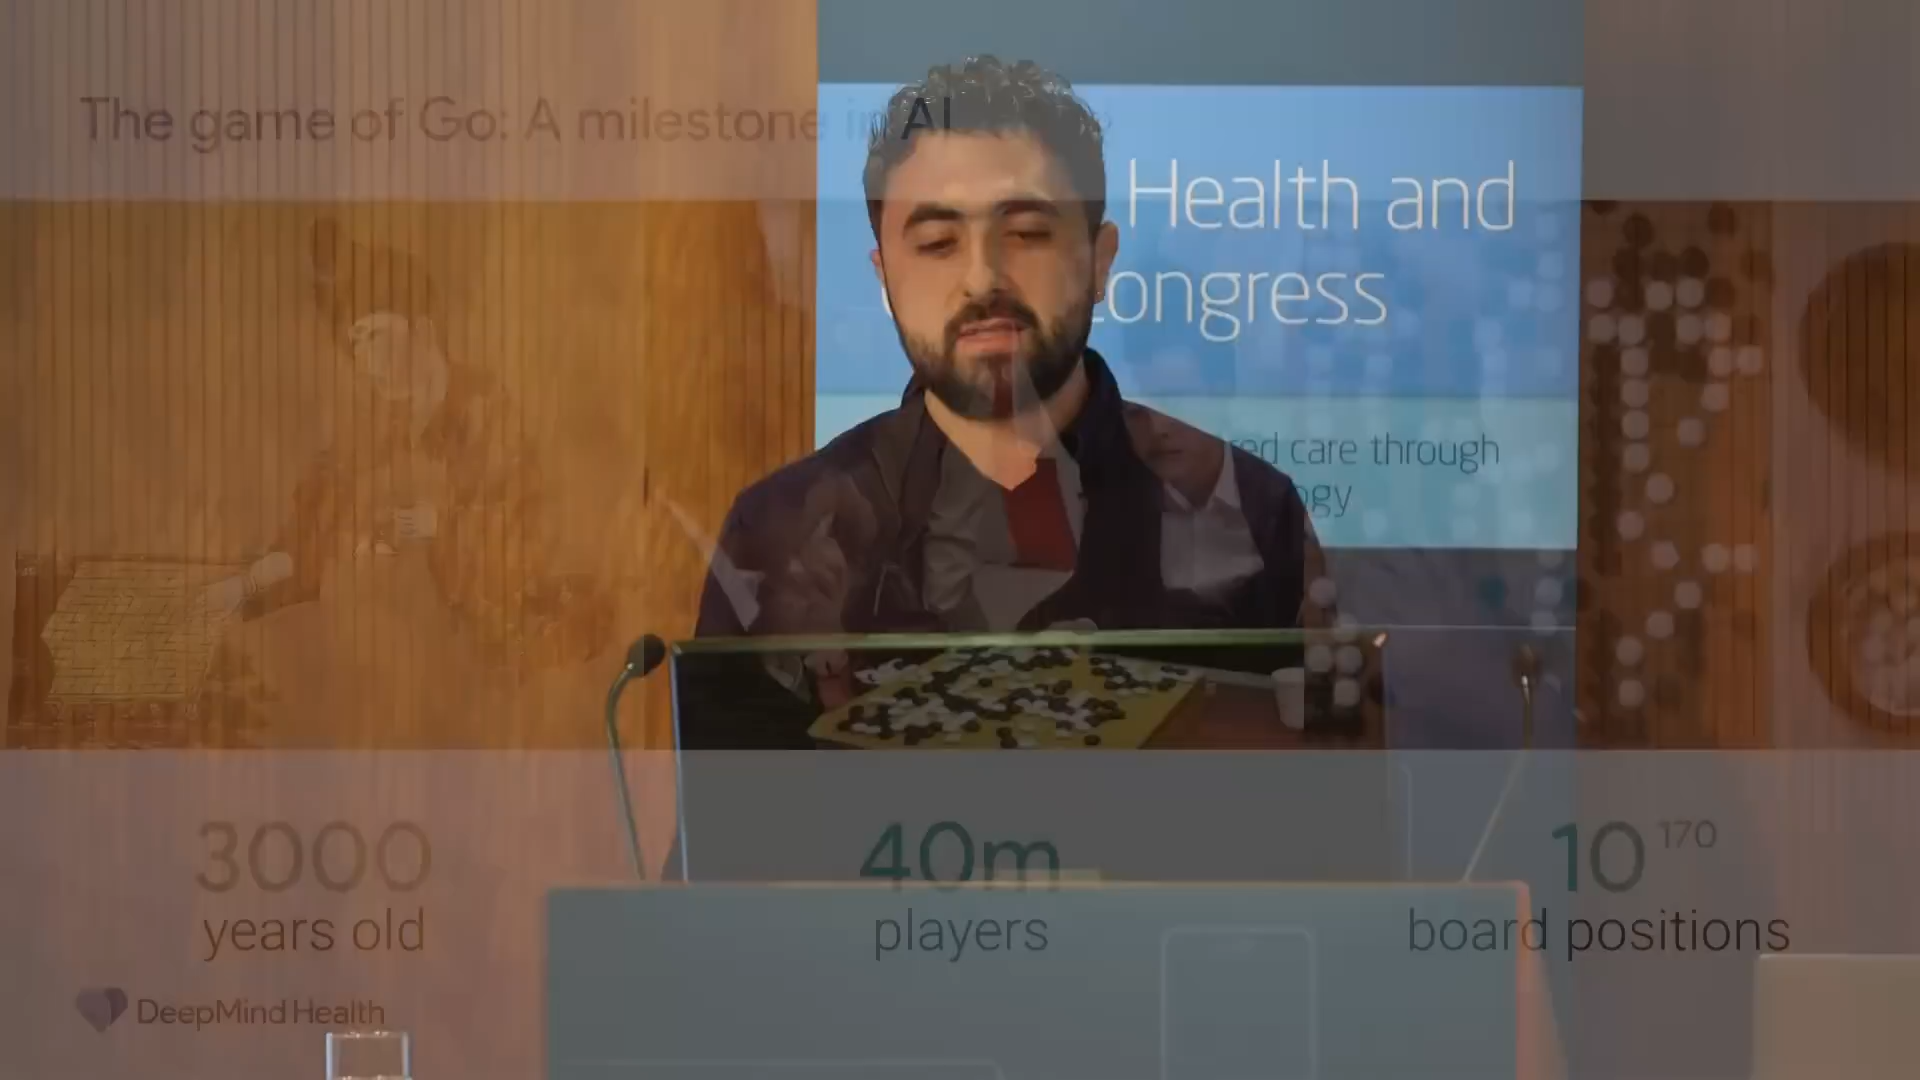 The game of Go: A milestone in AI
Health and
ongress
red care through
ogy
3000
years old
40m
players
10 170
board positions
DeepMind Health